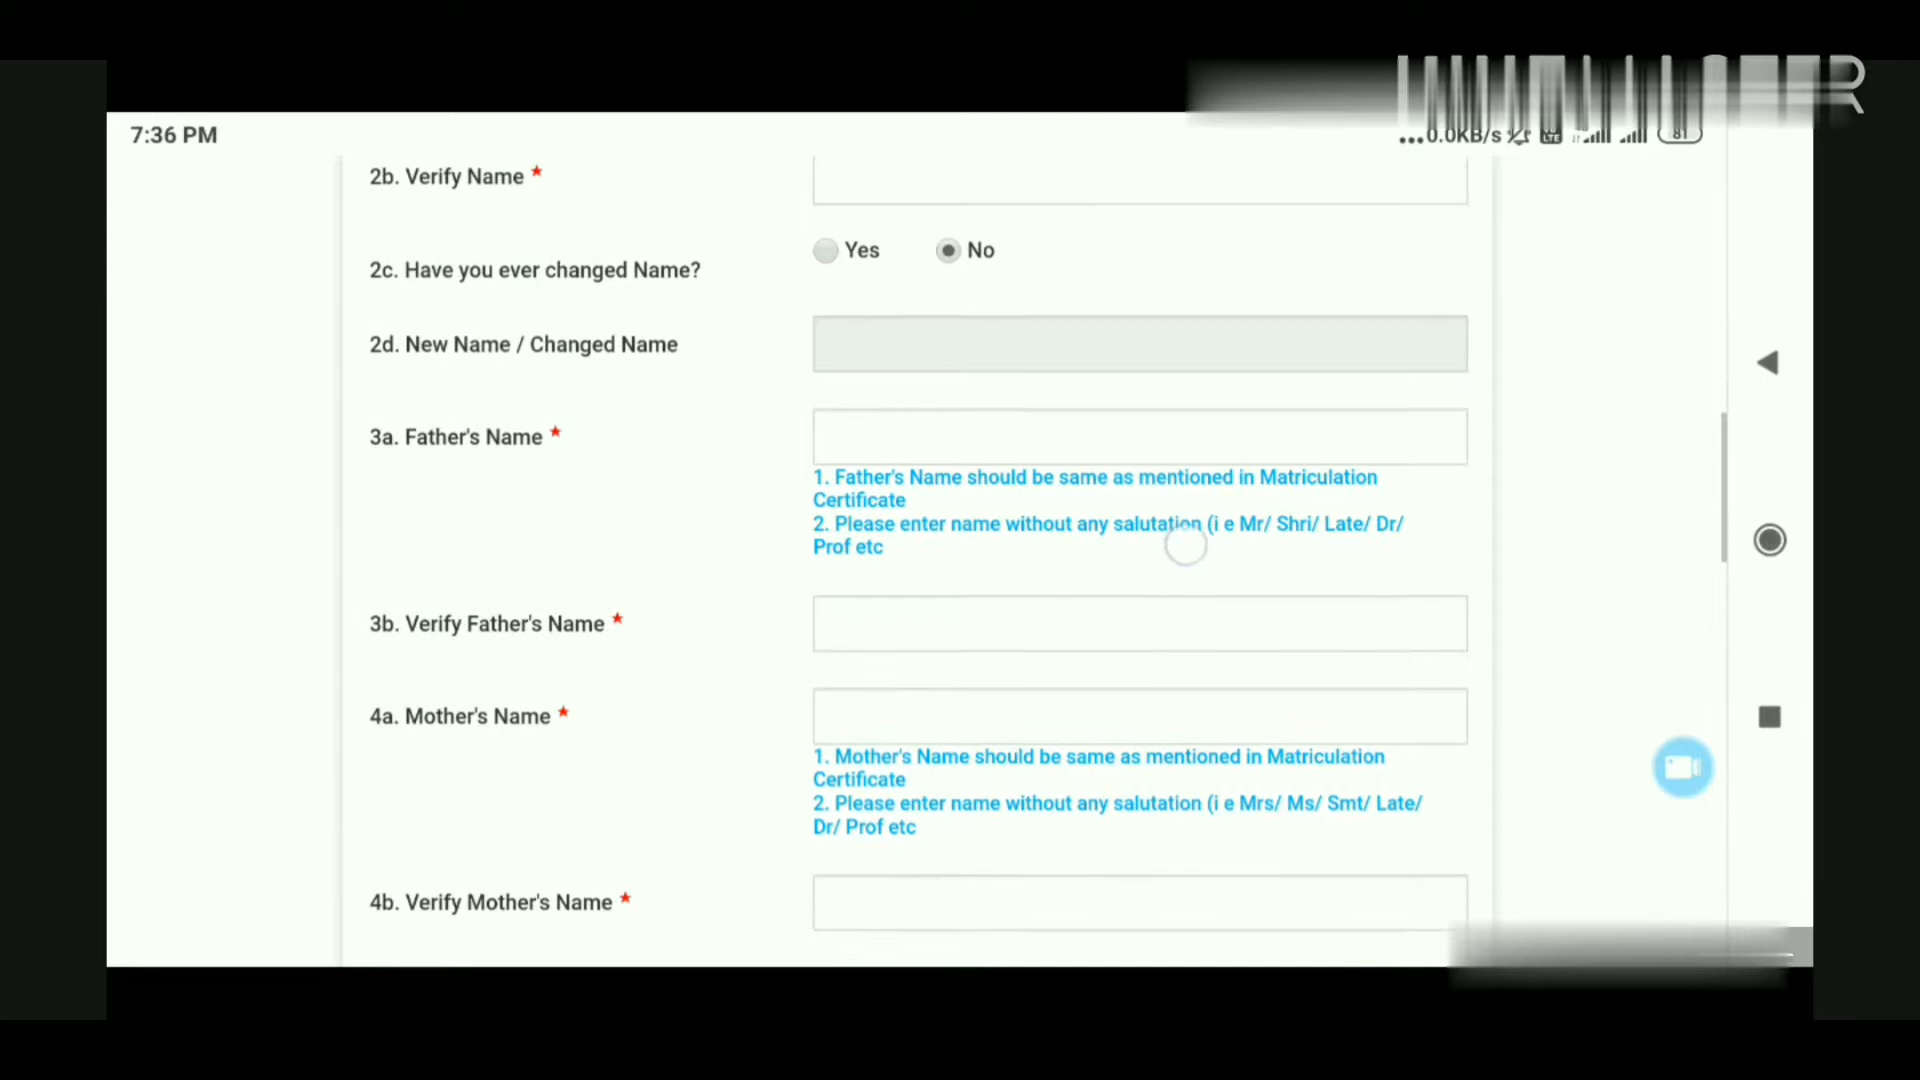 7:36 PM
...0.0KB/s
81
2b. Verify Name *
Yes No
2c. Have you ever changed Name?
2d. New Name / Changed Name
3a. Father's Name *
1. Father's Name should be same as mentioned in Matriculation
Certificate
2. Please enter name without any salutation (i e Mr/ Shri/ Late/ Dr/
Prof etc
3b. Verify Father's Name *
4a. Mother's Name *
1. Mother's Name should be same as mentioned in Matriculation
Certificate
2. Please enter name without any salutation (i e Mrs/ Ms/ Smt/ Late/
Dr/ Prof etc
4b. Verify Mother's Name *